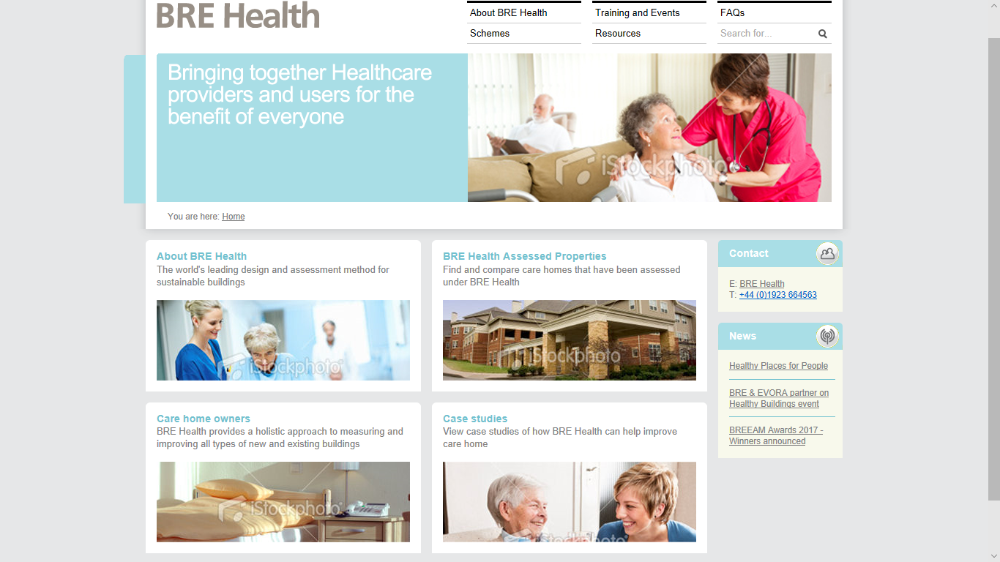 BRE Health
About BRE Health
Training and Events
FAQs
Schemes
Resources
Search for...
Bringing together Healthcare
providers and users for the
benefit of everyone
iStockphoto
You are here: Home
About BRE Health
The world's leading design and assessment method for
sustainable buildings
iStockphoto
BRE Health Assessed Properties
Find and compare care homes that have been assessed
under BRE Health
iStockphoto
Contact
E: BRE Health
T: +44 (0)1923 664563
News
Healthy Places for People
BRE & EVORA partner on
Healthy Buildings event
BREEAM Awards 2017 -
Winners announced
Care home owners
BRE Health provides a holistic approach to measuring and
improving all types of new and existing buildings
iStockphoto
Case studies
View case studies of how BRE Health can help improve
care home
iStockphoto